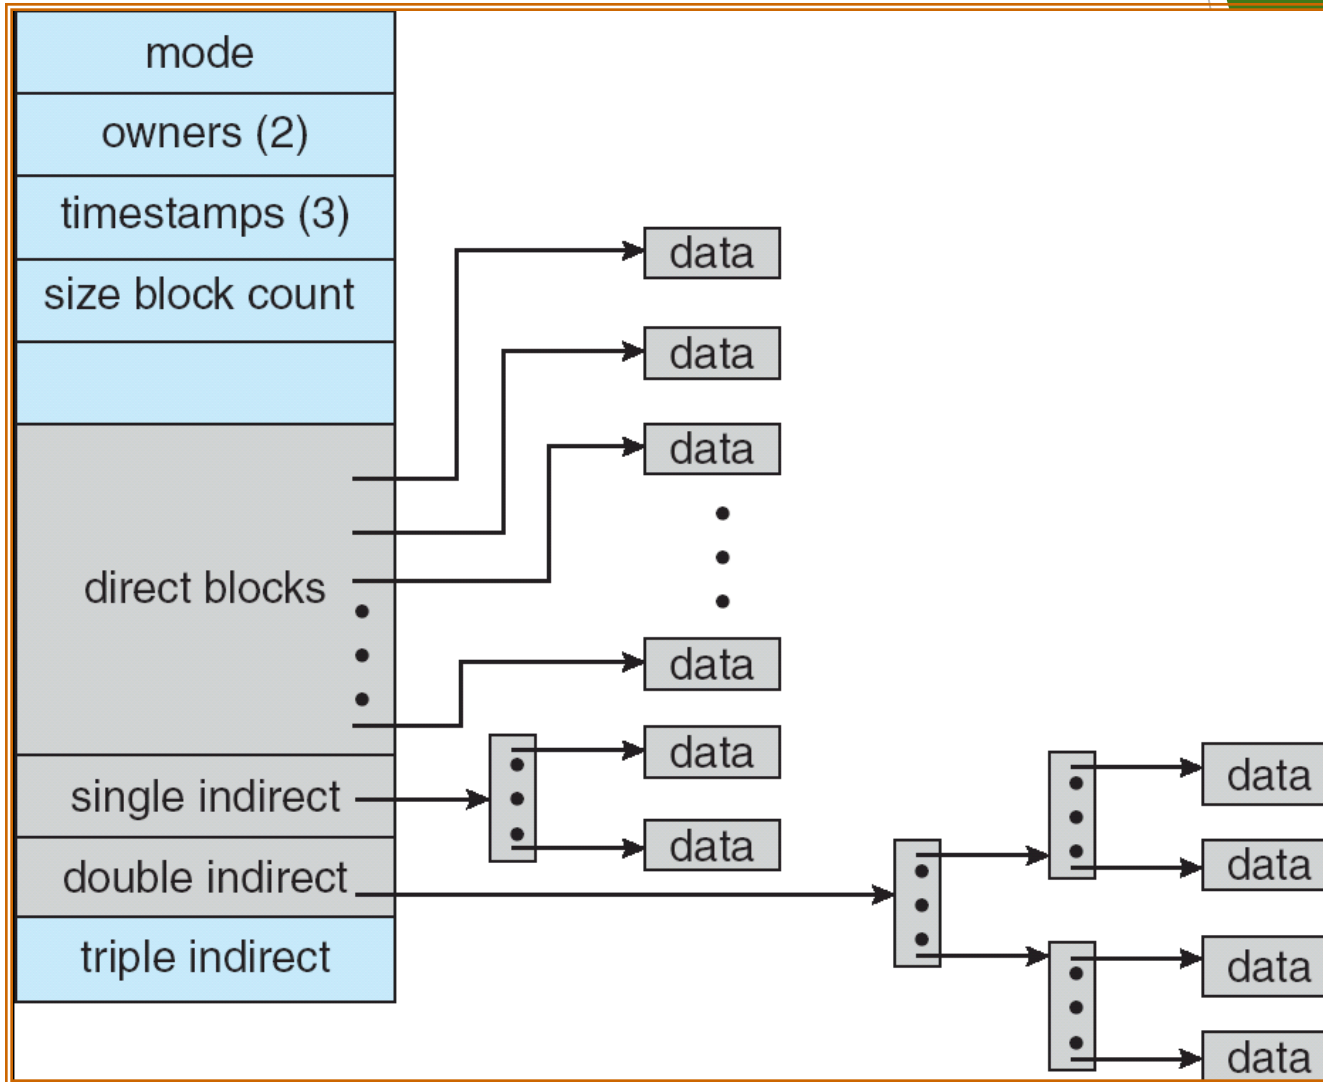 mode
owners (2)
timestamps (3)
size block count
direct blocks
single indirect
double indirect
triple indirect
data
data
data
data
data
data
data
data
data
data